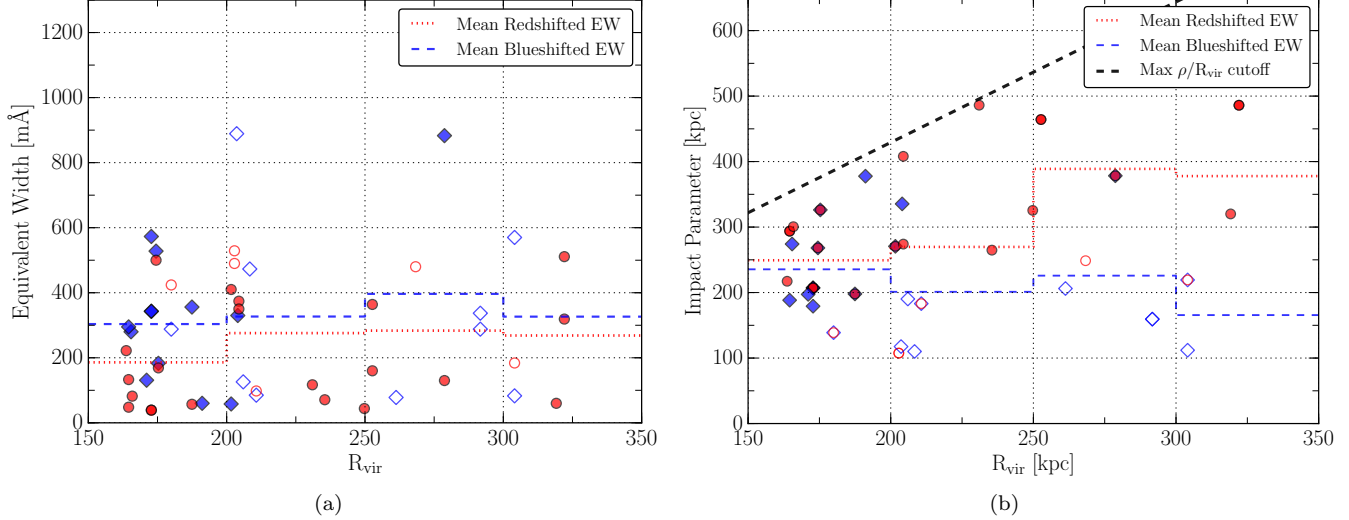 Equivalent Width [mÅ]
1200
1000
800
600
400
200
0
150
200
250
300
350
R_vir
Mean Redshifted EW
Mean Blueshifted EW
(a)
Impact Parameter [kpc]
600
500
400
300
200
100
0
150
200
250
300
350
R_vir [kpc]
Mean Redshifted EW
Mean Blueshifted EW
Max ρ/R_vir cutoff
(b)